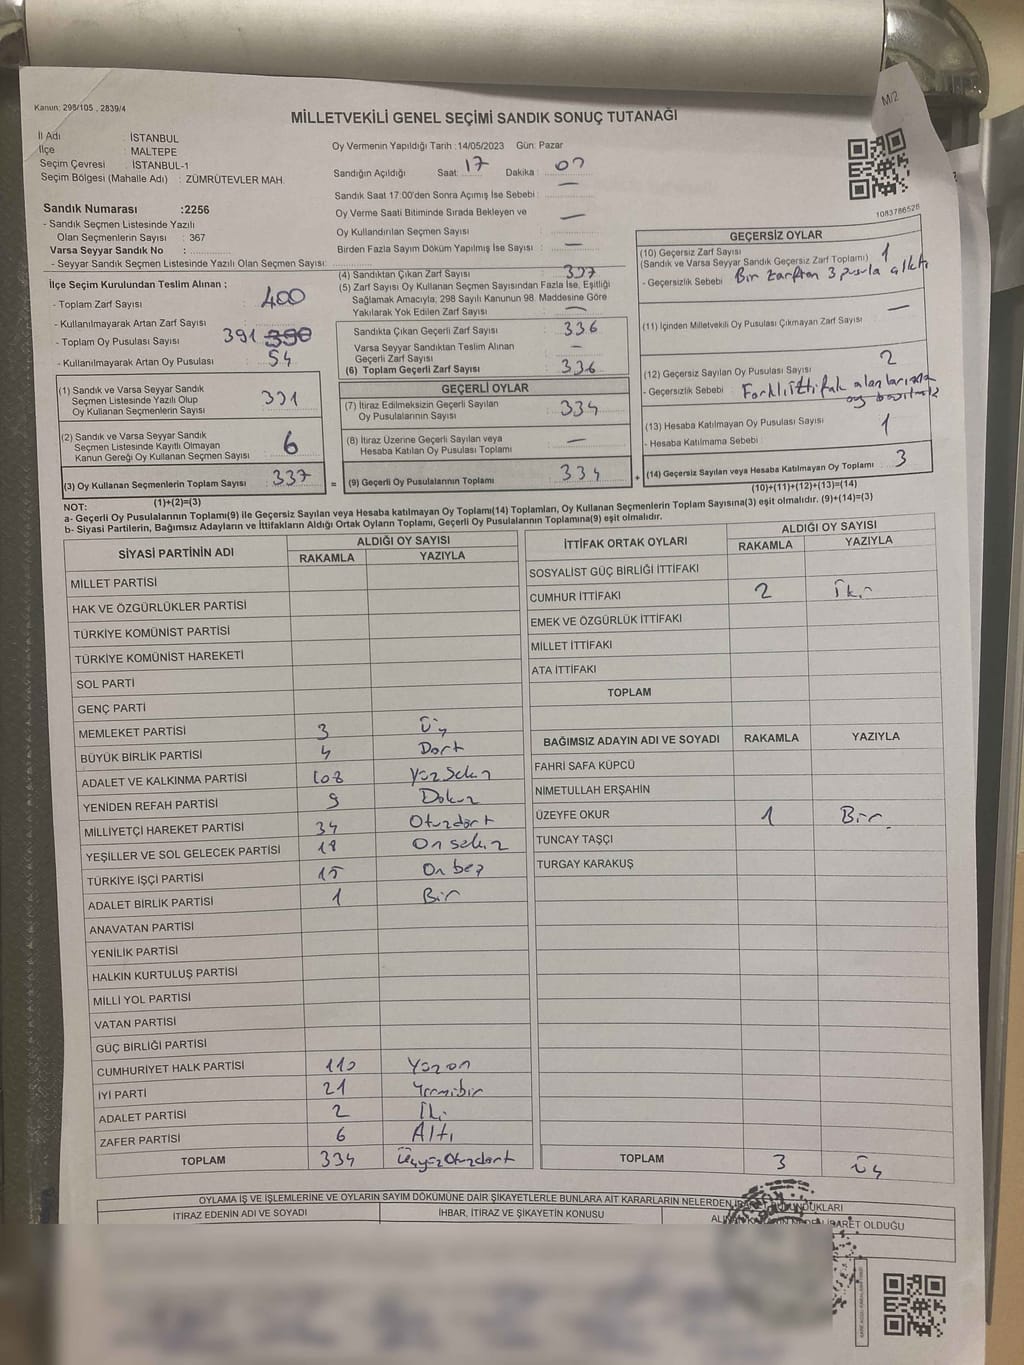 Kanun: 298/105 , 2839/4
M/2
MİLLETVEKİLİ GENEL SEÇİMİ SANDIK SONUÇ TUTANAĞI
İl Adı : İSTANBUL
İlçe : MALTEPE
Seçim Çevresi : İSTANBUL-1
Seçim Bölgesi (Mahalle Adı) : ZÜMRÜTEVLER MAH.
Sandık Numarası :2256
- Sandık Seçmen Listesinde Yazılı
Olan Seçmenlerin Sayısı : 367
Varsa Seyyar Sandık No :
- Seyyar Sandık Seçmen Listesinde Yazılı Olan Seçmen Sayısı:
İlçe Seçim Kurulundan Teslim Alınan ;
- Toplam Zarf Sayısı : 400
- Kullanılmayarak Artan Zarf Sayısı
- Toplam Oy Pusulası Sayısı : 391 390
- Kullanılmayarak Artan Oy Pusulası : 54
(1) Sandık ve Varsa Seyyar Sandık
Seçmen Listesinde Yazılı Olup
Oy Kullanan Seçmenlerin Sayısı : 331
(2) Sandık ve Varsa Seyyar Sandık
Seçmen Listesinde Kayıtlı Olmayan
Kanun Gereği Oy Kullanan Seçmen Sayısı : 6
(3) Oy Kullanan Seçmenlerin Toplam Sayısı : 337
(1)+(2)=(3)
Oy Vermenin Yapıldığı Tarih :14/05/2023 Gün: Pazar
Sandığın Açıldığı Saat: 17 Dakika : 07
Sandık Saat 17:00'den Sonra Açımış İse Sebebi : —
Oy Verme Saati Bitiminde Sırada Bekleyen ve
Oy Kullandırılan Seçmen Sayısı : —
Birden Fazla Sayım Döküm Yapılmış İse Sayısı : —
(4) Sandıktan Çıkan Zarf Sayısı : 337
(5) Zarf Sayısı Oy Kullanan Seçmen Sayısından Fazla İse, Eşitliği
Sağlamak Amacıyla; 298 Sayılı Kanunun 98. Maddesine Göre
Yakılarak Yok Edilen Zarf Sayısı : —
Sandıkta Çıkan Geçerli Zarf Sayısı : 336
Varsa Seyyar Sandıktan Teslim Alınan
Geçerli Zarf Sayısı : —
(6) Toplam Geçerli Zarf Sayısı : 336
GEÇERLİ OYLAR
(7) İtiraz Edilmeksizin Geçerli Sayılan
Oy Pusulalarının Sayısı : 334
(8) İtiraz Üzerine Geçerli Sayılan veya
Hesaba Katılan Oy Pusulası Toplamı : —
= (9) Geçerli Oy Pusulalarının Toplamı : 334 +
1083786526
GEÇERSİZ OYLAR
(10) Geçersiz Zarf Sayısı
(Sandık ve Varsa Seyyar Sandık Geçersiz Zarf Toplamı) : 1
- Geçersizlik Sebebi : Bir zarftan 3 pusula çıktı
(11) İçinden Milletvekili Oy Pusulası Çıkmayan Zarf Sayısı : —
(12) Geçersiz Sayılan Oy Pusulası Sayısı : 2
- Geçersizlik Sebebi : Farklı ittifak alanlarına
oy
(13) Hesaba Katılmayan Oy Pusulası Sayısı : 1
- Hesaba Katılmama Sebebi :
(14) Geçersiz Sayılan veya Hesaba Katılmayan Oy Toplamı : 3
(10)+(11)+(12)+(13)=(14)
NOT:
a- Geçerli Oy Pusulalarının Toplamı(9) ile Geçersiz Sayılan veya Hesaba katılmayan Oy Toplamı(14) Toplamları, Oy Kullanan Seçmenlerin Toplam Sayısına(3) eşit olmalıdır. (9)+(14)=(3)
b- Siyasi Partilerin, Bağımsız Adayların ve İttifakların Aldığı Ortak Oyların Toplamı, Geçerli Oy Pusulalarının Toplamına(9) eşit olmalıdır.
SİYASİ PARTİNİN ADI
ALDIĞI OY SAYISI
RAKAMLA YAZIYLA
MİLLET PARTİSİ
HAK VE ÖZGÜRLÜKLER PARTİSİ
TÜRKİYE KOMÜNİST PARTİSİ
TÜRKİYE KOMÜNİST HAREKETİ
SOL PARTİ
GENÇ PARTİ
MEMLEKET PARTİSİ 3 Üç
BÜYÜK BİRLİK PARTİSİ 4 Dört
ADALET VE KALKINMA PARTİSİ 108 Yüzsekiz
YENİDEN REFAH PARTİSİ 9 Dokuz
MİLLİYETÇİ HAREKET PARTİSİ 34 Otuzdört
YEŞİLLER VE SOL GELECEK PARTİSİ 18 On sekiz
TÜRKİYE İŞÇİ PARTİSİ 15 On beş
ADALET BİRLİK PARTİSİ 1 Bir
ANAVATAN PARTİSİ
YENİLİK PARTİSİ
HALKIN KURTULUŞ PARTİSİ
MİLLİ YOL PARTİSİ
VATAN PARTİSİ
GÜÇ BİRLİĞİ PARTİSİ
CUMHURİYET HALK PARTİSİ 110 Yüzon
İYİ PARTİ 21 Yirmibir
ADALET PARTİSİ 2 İki
ZAFER PARTİSİ 6 Altı
TOPLAM 334 Üçyüzotuzdört
İTTİFAK ORTAK OYLARI
ALDIĞI OY SAYISI
RAKAMLA YAZIYLA
SOSYALİST GÜÇ BİRLİĞİ İTTİFAKI
CUMHUR İTTİFAKI 2 İki
EMEK VE ÖZGÜRLÜK İTTİFAKI
MİLLET İTTİFAKI
ATA İTTİFAKI
TOPLAM
BAĞIMSIZ ADAYIN ADI VE SOYADI RAKAMLA YAZIYLA
FAHRİ SAFA KÜPCÜ
NİMETULLAH ERŞAHİN
ÜZEYFE OKUR 1 Bir
TUNCAY TAŞÇI
TURGAY KARAKUŞ
TOPLAM 3 Üç
OYLAMA İŞ VE İŞLEMLERİNE VE OYLARIN SAYIM DÖKÜMÜNE DAİR ŞİKAYETLERLE BUNLARA AİT KARARLARIN NELERDEN İBARET BULUNDUKLARI
İTİRAZ EDENİN ADI VE SOYADI
İHBAR, İTİRAZ VE ŞİKAYETİN KONUSU
ALINAN KARARIN NEDEN İBARET OLDUĞU